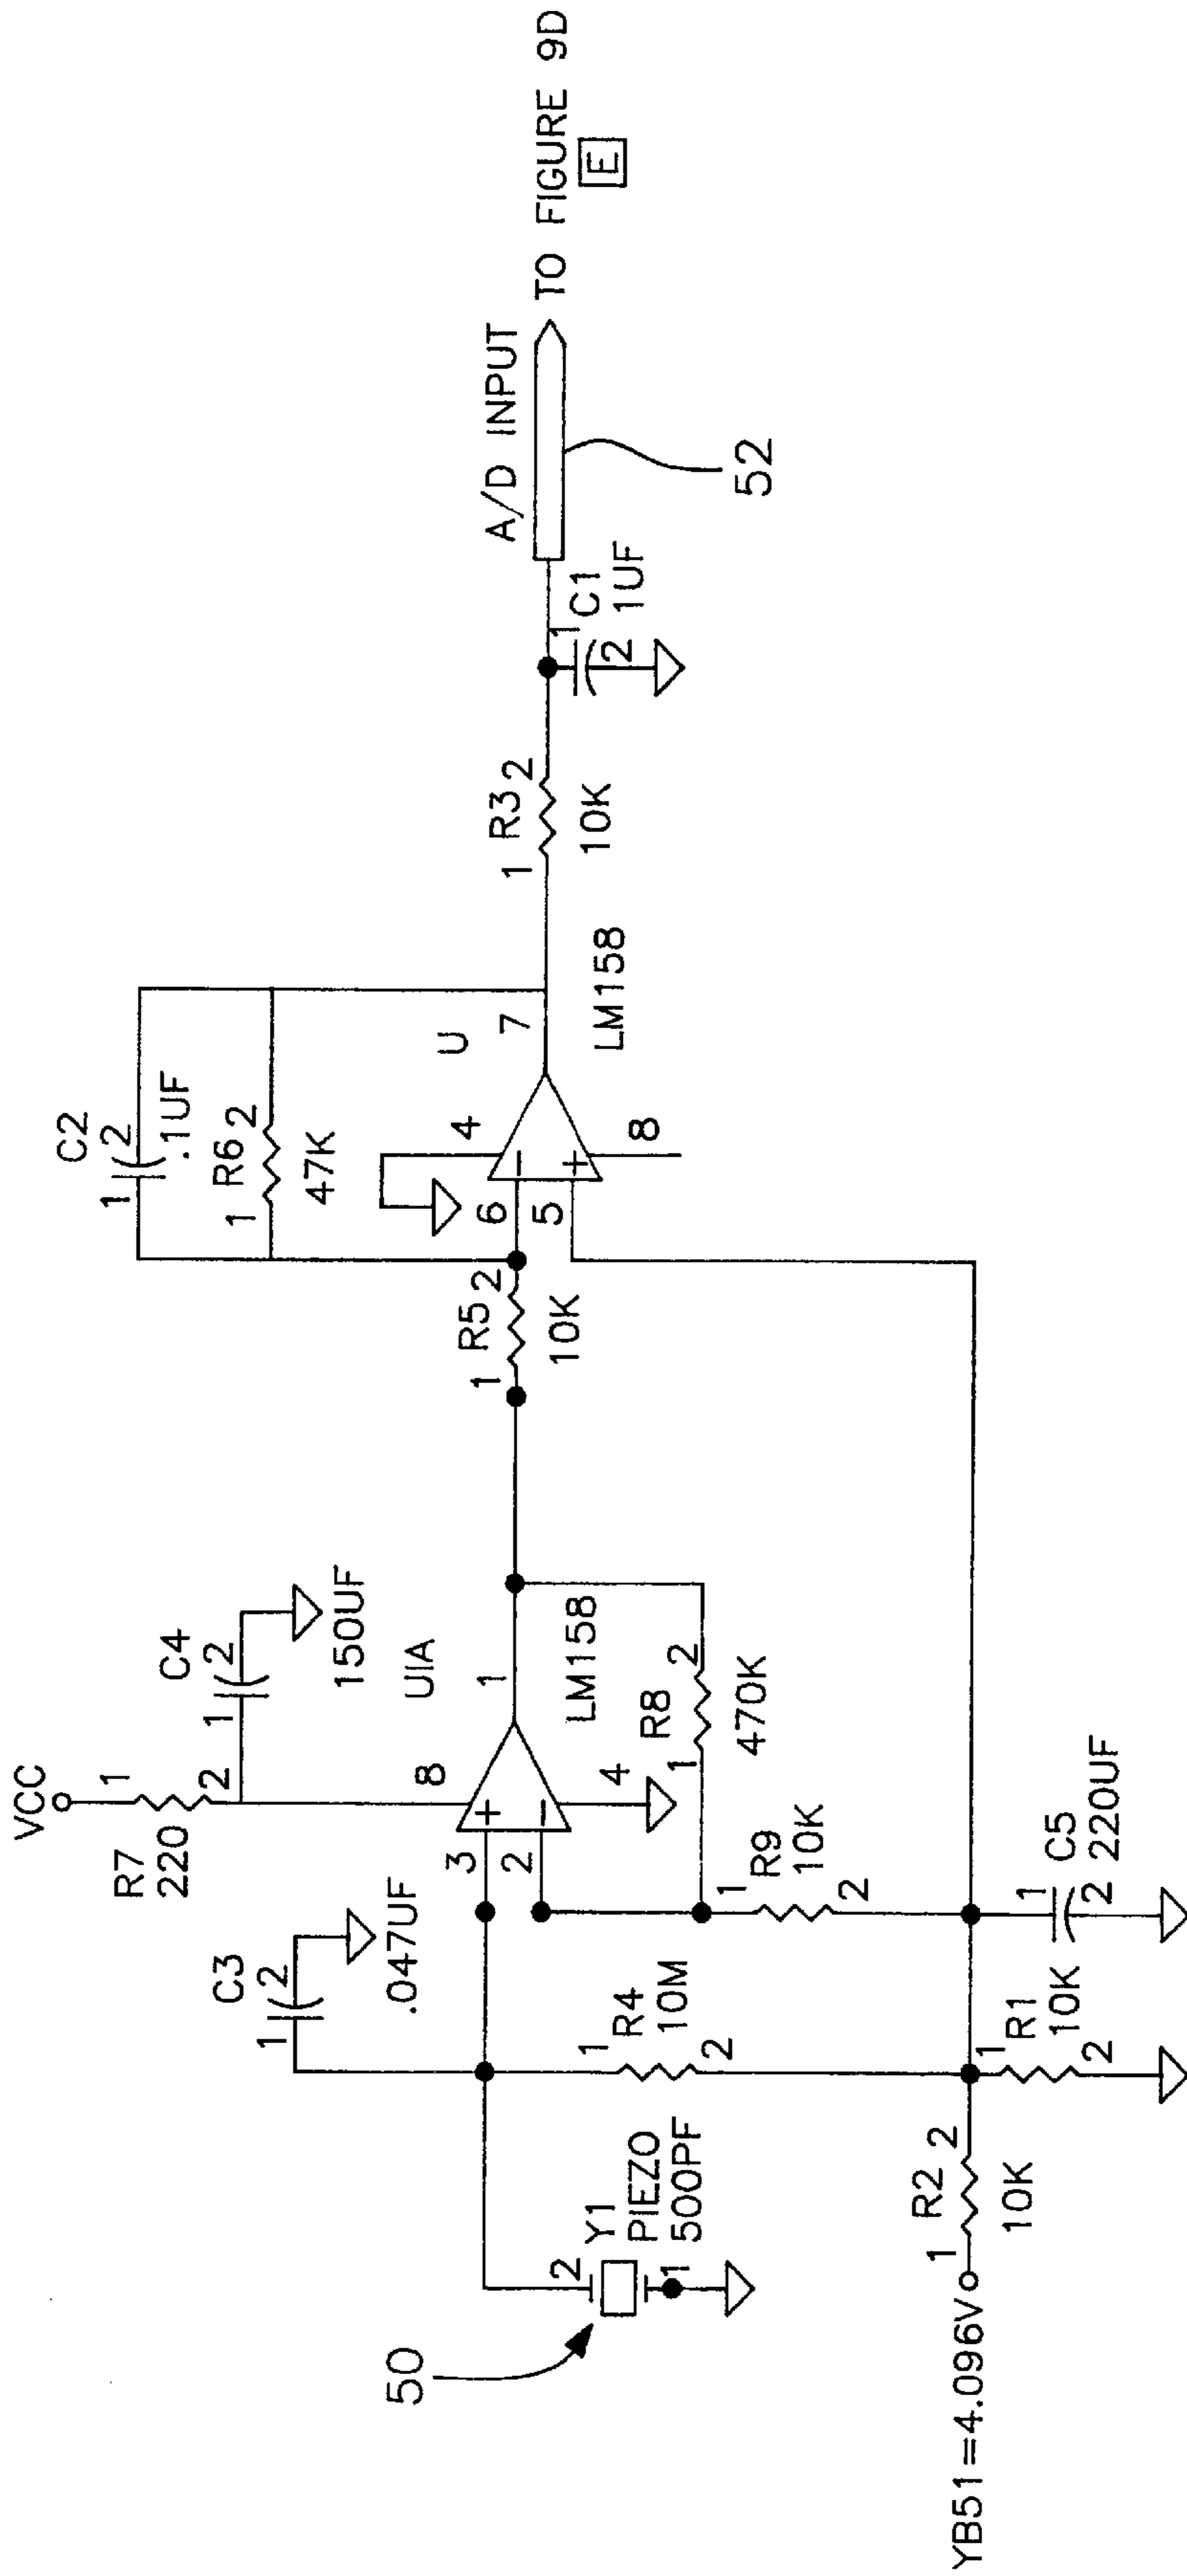 VCC
1
R7
220
2
C4
1
2
150UF
C3
1
2
.047UF
UIA
8
3
2
1
4
LM158
R8
1
2
470K
1
R9
10K
2
1
R4
10M
2
50
2
Y1
PIEZO
500PF
1
YB51=4.096V
1
R2
2
10K
1
R1
10K
2
C5
1
2
220UF
1
R5
2
10K
C2
1
2
.1UF
1
R6
2
47K
4
6
5
U
7
8
LM158
1
R3
2
10K
1
C1
2
1UF
A/D INPUT
52
TO FIGURE 9D
E